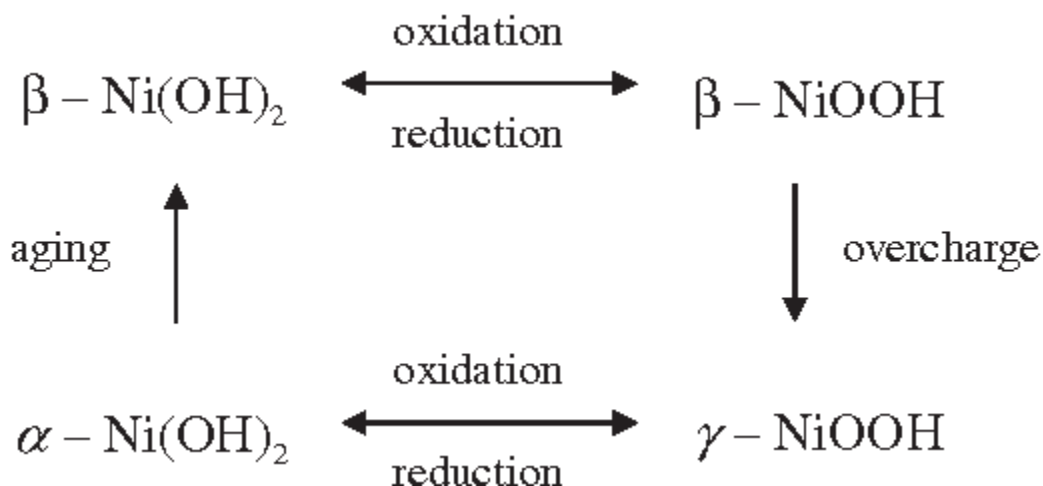 oxidation
β – Ni(OH)₂ β – NiOOH
reduction
aging overcharge
oxidation
α – Ni(OH)₂ γ – NiOOH
reduction